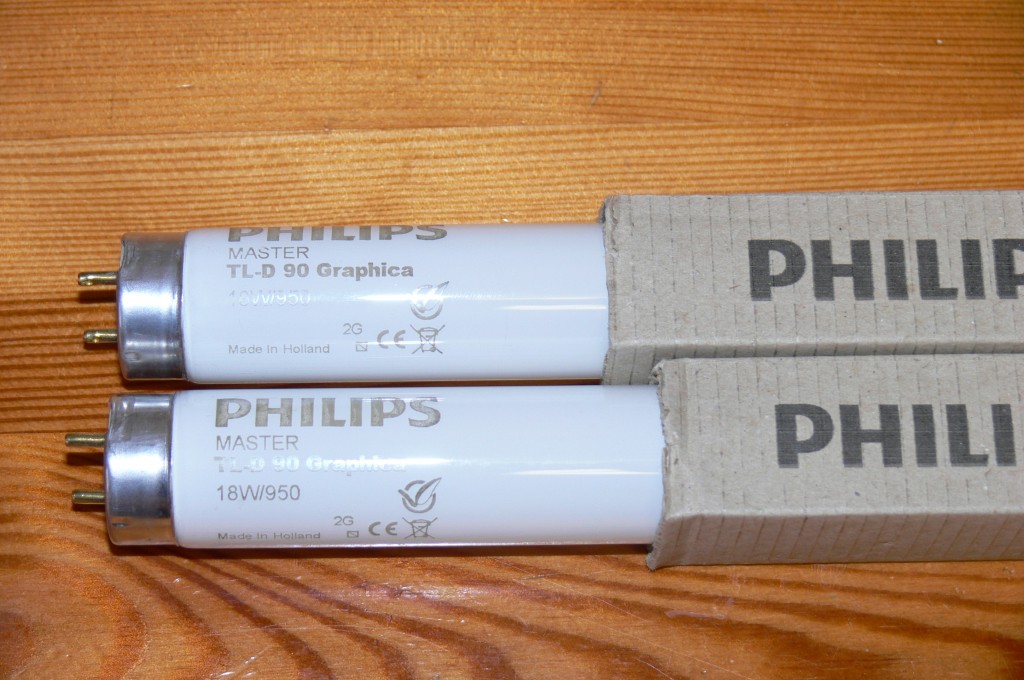 PHILIPS
MASTER
TL-D 90 Graphica
18W/950
2G
CE
Made in Holland
PHILIP
PHILIPS
MASTER
TL-D 90 Graphica
18W/950
2G
CE
Made in Holland
PHILI